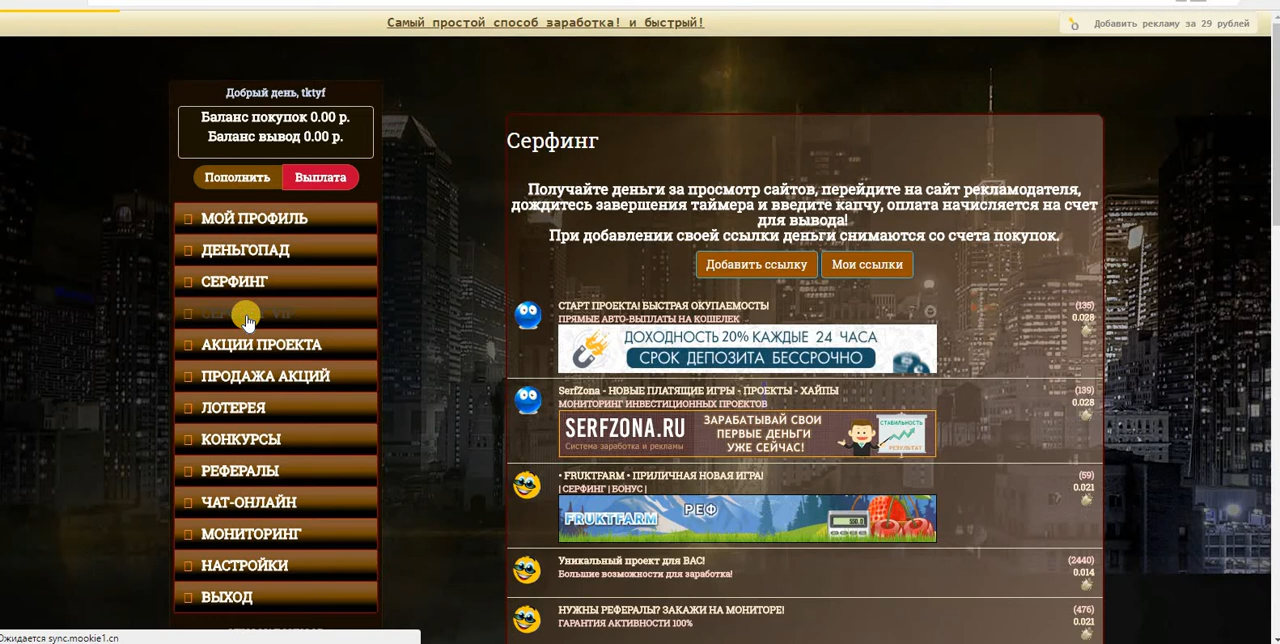 Самый простой способ заработка! и быстрый!
Добавить рекламу за 29 рублей
Добрый день, tktyf
Баланс покупок 0.00 р.
Баланс вывод 0.00 р.
Пополнить Выплата
МОЙ ПРОФИЛЬ
ДЕНЬГОПАД
СЕРФИНГ
VIP
АКЦИИ ПРОЕКТА
ПРОДАЖА АКЦИЙ
ЛОТЕРЕЯ
КОНКУРСЫ
РЕФЕРАЛЫ
ЧАТ-ОНЛАЙН
МОНИТОРИНГ
НАСТРОЙКИ
ВЫХОД
Серфинг
Получайте деньги за просмотр сайтов, перейдите на сайт рекламодателя,
дождитесь завершения таймера и введите капчу, оплата начисляется на счет
для вывода!
При добавлении своей ссылки деньги снимаются со счета покупок.
Добавить ссылку Мои ссылки
СТАРТ ПРОЕКТА! БЫСТРАЯ ОКУПАЕМОСТЬ! (135)
ПРЯМЫЕ АВТО-ВЫПЛАТЫ НА КОШЕЛЕК 0.028
ДОХОДНОСТЬ 20% КАЖДЫЕ 24 ЧАСА
СРОК ДЕПОЗИТА БЕССРОЧНО
SerfZona - НОВЫЕ ПЛАТЯЩИЕ ИГРЫ - ПРОЕКТЫ - ХАЙПЫ (139)
МОНИТОРИНГ ИНВЕСТИЦИОННЫХ ПРОЕКТОВ 0.028
SERFZONA.RU
Система заработка и рекламы
ЗАРАБАТЫВАЙ СВОИ
ПЕРВЫЕ ДЕНЬГИ
УЖЕ СЕЙЧАС!
СТАБИЛЬНОСТЬ
РЕЗУЛЬТАТ
• FRUKTFARM • ПРИЛИЧНАЯ НОВАЯ ИГРА! (59)
| СЕРФИНГ | БОНУС | 0.021
FRUKTFARM РЕФ
Уникальный проект для ВАС! (2440)
Большие возможности для заработка! 0.014
НУЖНЫ РЕФЕРАЛЫ? ЗАКАЖИ НА МОНИТОРЕ! (476)
ГАРАНТИЯ АКТИВНОСТИ 100% 0.021
Ожидается sync.mookie1.cn